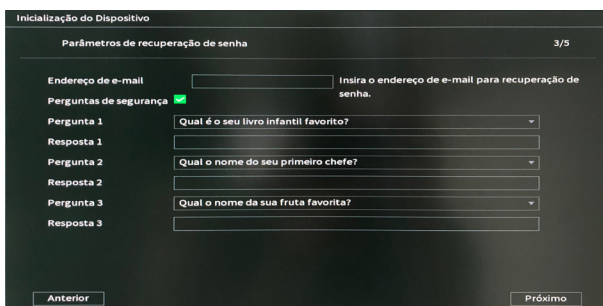 Inicialização do Dispositivo
Parâmetros de recuperação de senha 3/5
Endereço de e-mail Insira o endereço de e-mail para recuperação de
senha.
Perguntas de segurança
Pergunta 1 Qual é o seu livro infantil favorito?
Resposta 1
Pergunta 2 Qual o nome do seu primeiro chefe?
Resposta 2
Pergunta 3 Qual o nome da sua fruta favorita?
Resposta 3
Anterior Próximo